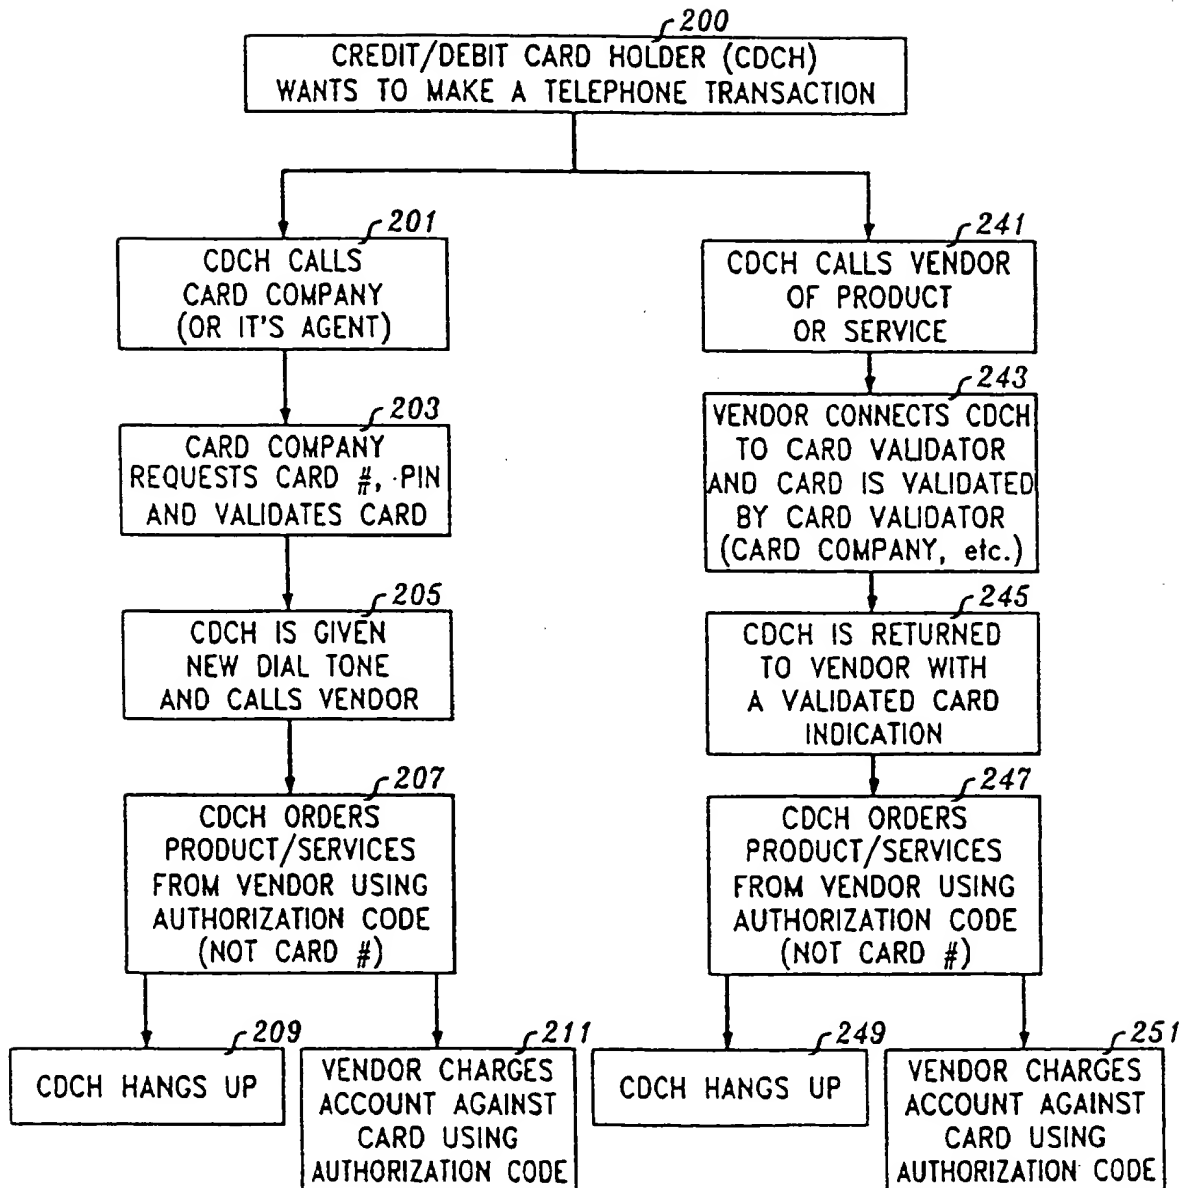 200
CREDIT/DEBIT CARD HOLDER (CDCH)
WANTS TO MAKE A TELEPHONE TRANSACTION
201
CDCH CALLS
CARD COMPANY
(OR IT'S AGENT)
203
CARD COMPANY
REQUESTS CARD #, PIN
AND VALIDATES CARD
205
CDCH IS GIVEN
NEW DIAL TONE
AND CALLS VENDOR
207
CDCH ORDERS
PRODUCT/SERVICES
FROM VENDOR USING
AUTHORIZATION CODE
(NOT CARD #)
209
CDCH HANGS UP
211
VENDOR CHARGES
ACCOUNT AGAINST
CARD USING
AUTHORIZATION CODE
241
CDCH CALLS VENDOR
OF PRODUCT
OR SERVICE
243
VENDOR CONNECTS CDCH
TO CARD VALIDATOR
AND CARD IS VALIDATED
BY CARD VALIDATOR
(CARD COMPANY, etc.)
245
CDCH IS RETURNED
TO VENDOR WITH
A VALIDATED CARD
INDICATION
247
CDCH ORDERS
PRODUCT/SERVICES
FROM VENDOR USING
AUTHORIZATION CODE
(NOT CARD #)
249
CDCH HANGS UP
251
VENDOR CHARGES
ACCOUNT AGAINST
CARD USING
AUTHORIZATION CODE